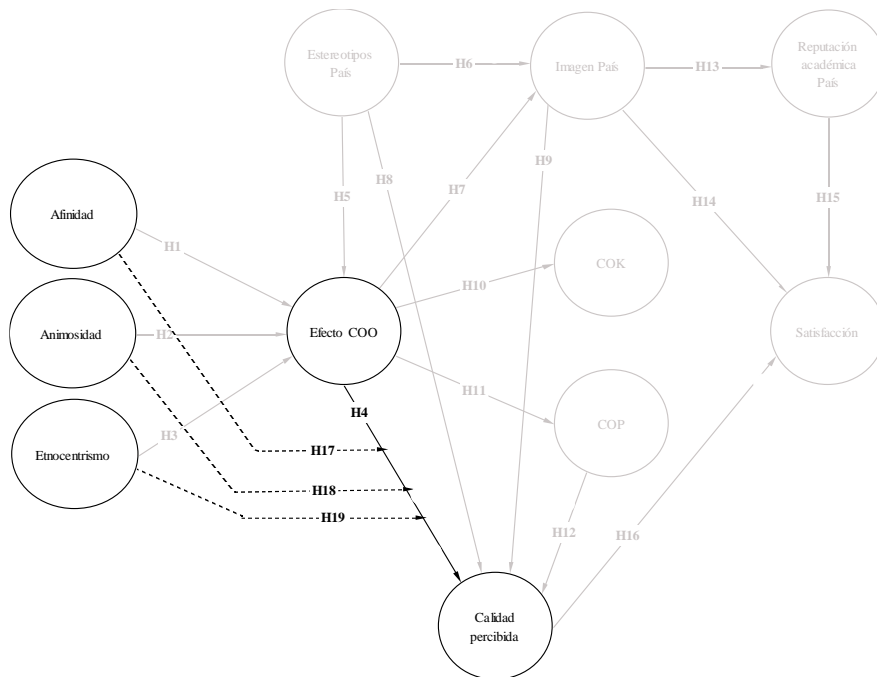 Estereotipos
País
H6
Imagen País
H13
Reputación
académica
País
H9
H8
H7
H5
H14
H15
Afinidad
H1
COK
H10
Animosidad
H2
Efecto COO
Satisfacción
H11
H4
COP
Etnocentrismo
H3
H17
H18
H19
H12
H16
Calidad
percibida